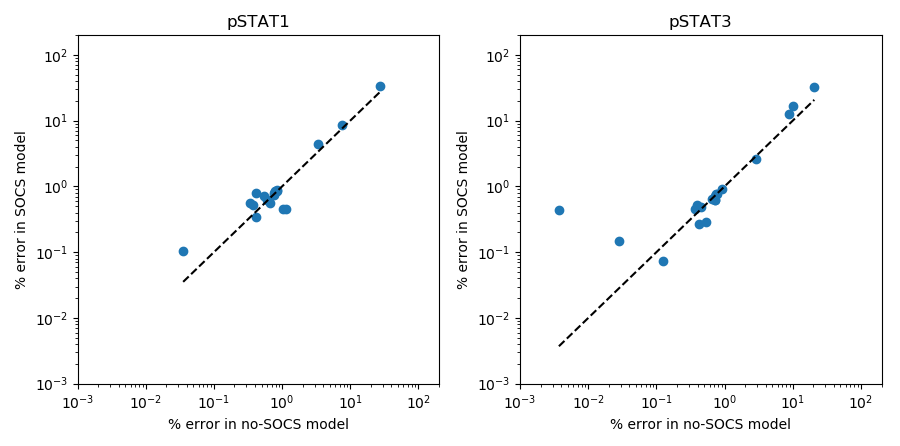 pSTAT1
pSTAT3
% error in SOCS model
10²
10¹
10⁰
10⁻¹
10⁻²
10⁻³
10⁻³ 10⁻² 10⁻¹ 10⁰ 10¹ 10²
% error in no-SOCS model
% error in SOCS model
10²
10¹
10⁰
10⁻¹
10⁻²
10⁻³
10⁻³ 10⁻² 10⁻¹ 10⁰ 10¹ 10²
% error in no-SOCS model